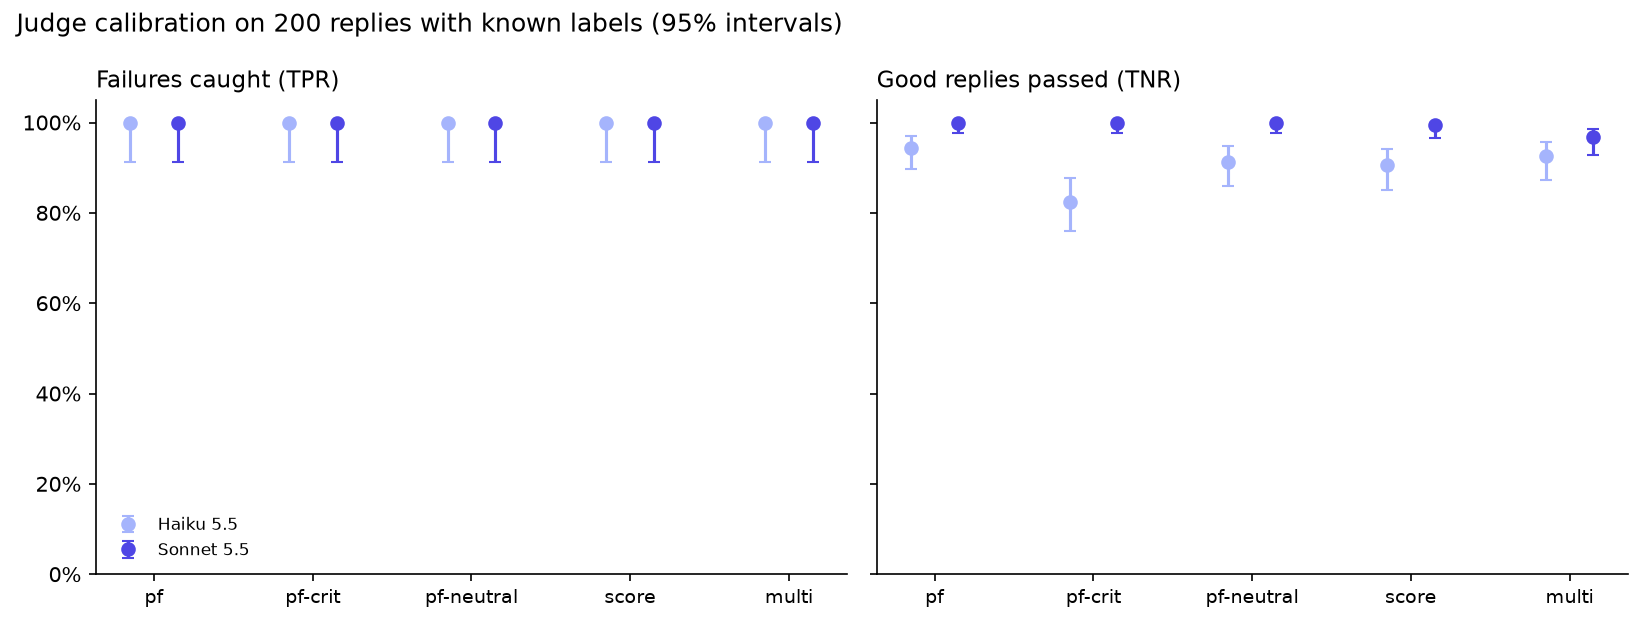 Judge calibration on 200 replies with known labels (95% intervals)
Failures caught (TPR)
100%
80%
60%
40%
20%
0%
Haiku 5.5
Sonnet 5.5
pf
pf-crit
pf-neutral
score
multi
Good replies passed (TNR)
pf
pf-crit
pf-neutral
score
multi